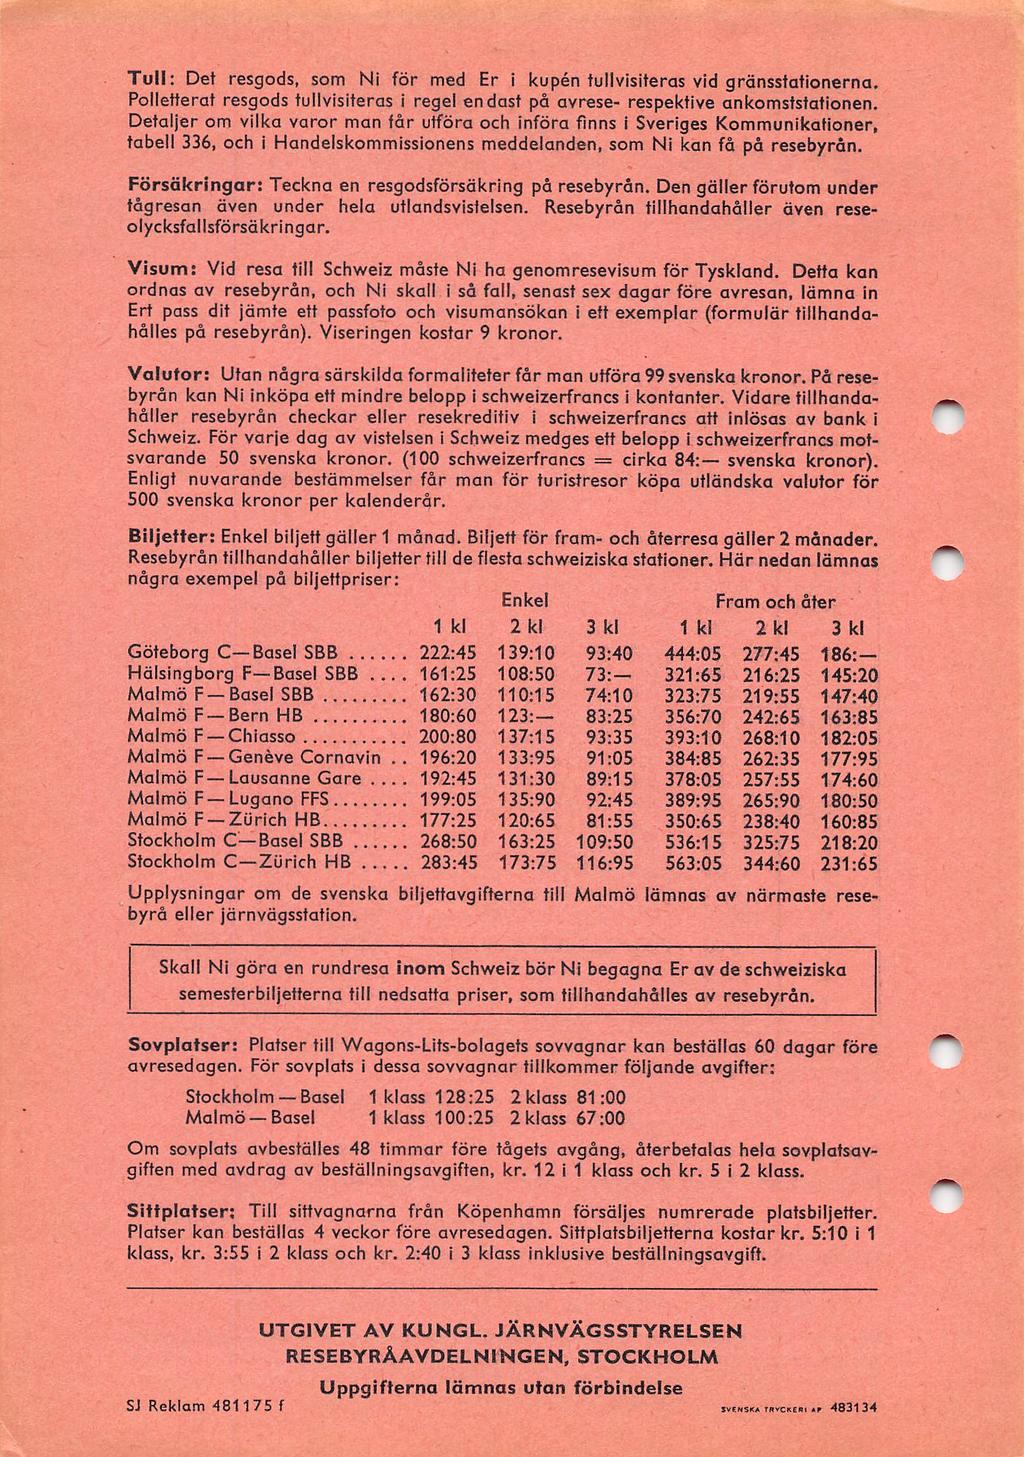 Tull: Det resgods, som Ni för med Er i kupén tullvisiteras vid gränsstationerna.
Polletterat resgods tullvisiteras i regel endast på avrese- respektive ankomststationen.
Detaljer om vilka varor man får utföra och införa finns i Sveriges Kommunikationer,
tabell 336, och i Handelskommissionens meddelanden, som Ni kan få på resebyrån.
Försäkringar: Teckna en resgodsförsäkring på resebyrån. Den gäller förutom under
tågresan även under hela utlandsvistelsen. Resebyrån tillhandahåller även rese-
olycksfallsförsäkringar.
Visum: Vid resa till Schweiz måste Ni ha genomresevisum för Tyskland. Detta kan
ordnas av resebyrån, och Ni skall i så fall, senast sex dagar före avresan, lämna in
Ert pass dit jämte ett passfoto och visumansökan i ett exemplar (formulär tillhanda-
hålles på resebyrån). Viseringen kostar 9 kronor.
Valutor: Utan några särskilda formaliteter får man utföra 99 svenska kronor. På rese-
byrån kan Ni inköpa ett mindre belopp i schweizerfrancs i kontanter. Vidare tillhanda-
håller resebyrån checkar eller resekreditiv i schweizerfrancs att inlösas av bank i
Schweiz. För varje dag av vistelsen i Schweiz medges ett belopp i schweizerfrancs mot-
svarande 50 svenska kronor. (100 schweizerfrancs = cirka 84:— svenska kronor).
Enligt nuvarande bestämmelser får man för turistresor köpa utländska valutor för
500 svenska kronor per kalenderår.
Biljetter: Enkel biljett gäller 1 månad. Biljett för fram- och återresa gäller 2 månader.
Resebyrån tillhandahåller biljetter till de flesta schweiziska stationer. Här nedan lämnas
några exempel på biljettpriser:
Enkel Fram och åter
1 kl 2 kl 3 kl 1 kl 2 kl 3 kl
Göteborg C—Basel SBB ...... 222:45 139:10 93:40 444:05 277:45 186:—
Hälsingborg F—Basel SBB .... 161:25 108:50 73:— 321:65 216:25 145:20
Malmö F—Basel SBB ......... 162:30 110:15 74:10 323:75 219:55 147:40
Malmö F—Bern HB .......... 180:60 123:— 83:25 356:70 242:65 163:85
Malmö F—Chiasso ........... 200:80 137:15 93:35 393:10 268:10 182:05
Malmö F—Genève Cornavin .. 196:20 133:95 91:05 384:85 262:35 177:95
Malmö F—Lausanne Gare .... 192:45 131:30 89:15 378:05 257:55 174:60
Malmö F—Lugano FFS........ 199:05 135:90 92:45 389:95 265:90 180:50
Malmö F—Zürich HB......... 177:25 120:65 81:55 350:65 238:40 160:85
Stockholm C—Basel SBB ...... 268:50 163:25 109:50 536:15 325:75 218:20
Stockholm C—Zürich HB ..... 283:45 173:75 116:95 563:05 344:60 231:65
Upplysningar om de svenska biljettavgifterna till Malmö lämnas av närmaste rese-
byrå eller järnvägsstation.
Skall Ni göra en rundresa inom Schweiz bör Ni begagna Er av de schweiziska
semesterbiljetterna till nedsatta priser, som tillhandahålles av resebyrån.
Sovplatser: Platser till Wagons-Lits-bolagets sovvagnar kan beställas 60 dagar före
avresedagen. För sovplats i dessa sovvagnar tillkommer följande avgifter:
Stockholm — Basel 1 klass 128:25 2 klass 81:00
Malmö — Basel 1 klass 100:25 2 klass 67:00
Om sovplats avbeställes 48 timmar före tågets avgång, återbetalas hela sovplatsav-
giften med avdrag av beställningsavgiften, kr. 12 i 1 klass och kr. 5 i 2 klass.
Sittplatser: Till sittvagnarna från Köpenhamn försäljes numrerade platsbiljetter.
Platser kan beställas 4 veckor före avresedagen. Sittplatsbiljetterna kostar kr. 5:10 i 1
klass, kr. 3:55 i 2 klass och kr. 2:40 i 3 klass inklusive beställningsavgift.
UTGIVET AV KUNGL. JÄRNVÄGSSTYRELSEN
RESEBYRÅAVDELNINGEN, STOCKHOLM
Uppgifterna lämnas utan förbindelse
SJ Reklam 481175 f SVENSKA TRYCKERI AB 483134